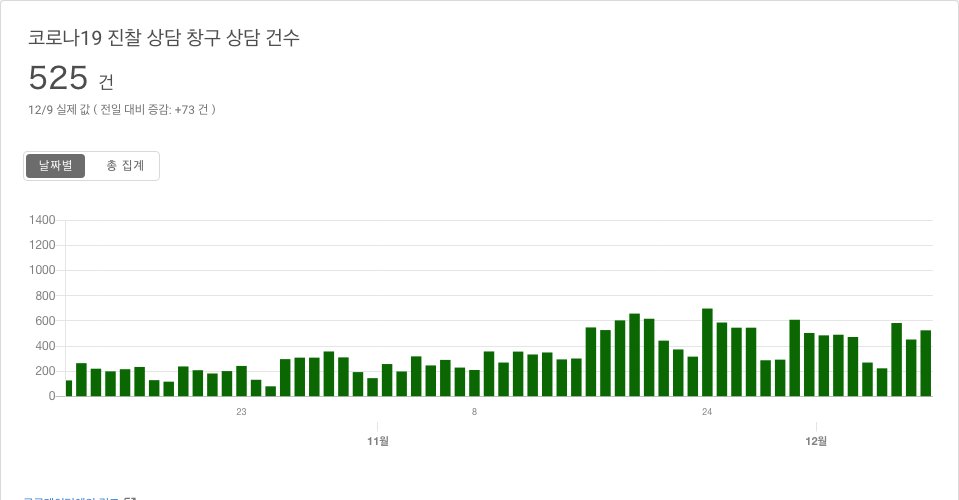 코로나19 진찰 상담 창구 상담 건수
525 건
12/9 실제 값 ( 전일 대비 증감: +73 건 )
날짜별 총 집계
1400
1200
1000
800
600
400
200
0
23 8 24
11월 12월